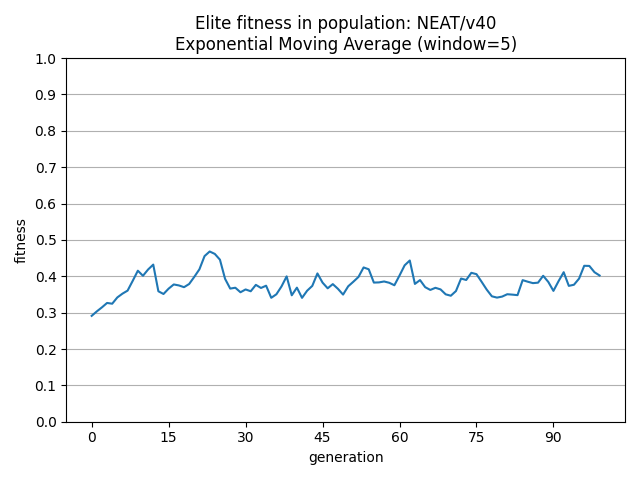 Elite fitness in population: NEAT/v40
Exponential Moving Average (window=5)
1.0
0.9
0.8
0.7
0.6
0.5
0.4
0.3
0.2
0.1
0.0
fitness
0 15 30 45 60 75 90
generation